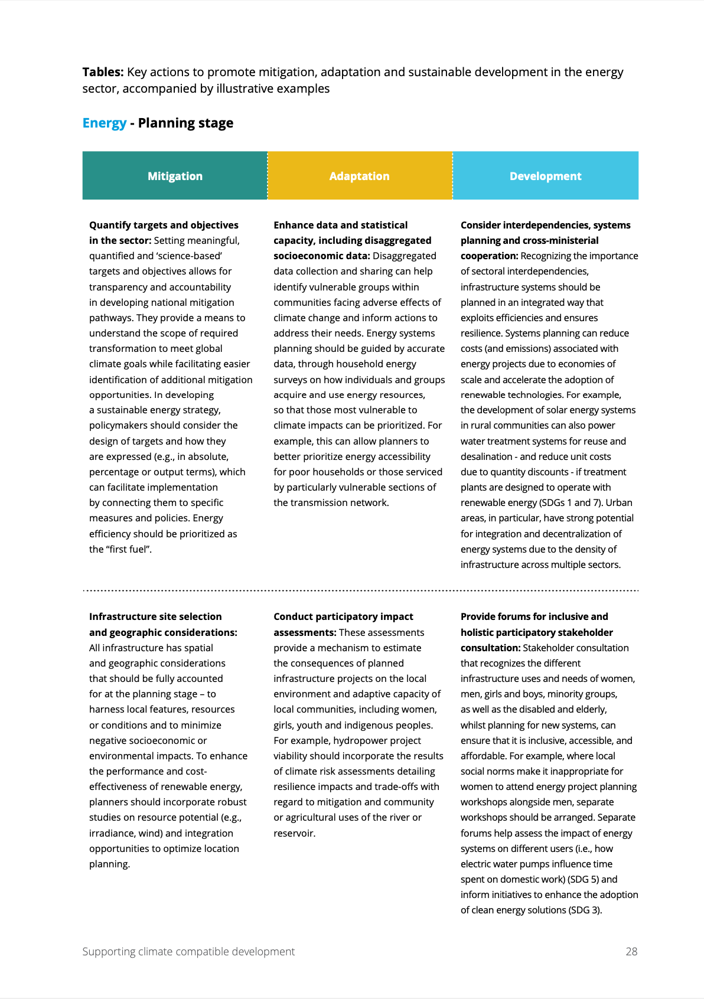 Tables: Key actions to promote mitigation, adaptation and sustainable development in the energy
sector, accompanied by illustrative examples
Energy - Planning stage
Mitigation
Adaptation
Development
Quantify targets and objectives
in the sector: Setting meaningful,
quantified and ‘science-based’
targets and objectives allows for
transparency and accountability
in developing national mitigation
pathways. They provide a means to
understand the scope of required
transformation to meet global
climate goals while facilitating easier
identification of additional mitigation
opportunities. In developing
a sustainable energy strategy,
policymakers should consider the
design of targets and how they
are expressed (e.g., in absolute,
percentage or output terms), which
can facilitate implementation
by connecting them to specific
measures and policies. Energy
efficiency should be prioritized as
the “first fuel”.
Enhance data and statistical
capacity, including disaggregated
socioeconomic data: Disaggregated
data collection and sharing can help
identify vulnerable groups within
communities facing adverse effects of
climate change and inform actions to
address their needs. Energy systems
planning should be guided by accurate
data, through household energy
surveys on how individuals and groups
acquire and use energy resources,
so that those most vulnerable to
climate impacts can be prioritized. For
example, this can allow planners to
better prioritize energy accessibility
for poor households or those serviced
by particularly vulnerable sections of
the transmission network.
Consider interdependencies, systems
planning and cross-ministerial
cooperation: Recognizing the importance
of sectoral interdependencies,
infrastructure systems should be
planned in an integrated way that
exploits efficiencies and ensures
resilience. Systems planning can reduce
costs (and emissions) associated with
energy projects due to economies of
scale and accelerate the adoption of
renewable technologies. For example,
the development of solar energy systems
in rural communities can also power
water treatment systems for reuse and
desalination - and reduce unit costs
due to quantity discounts - if treatment
plants are designed to operate with
renewable energy (SDGs 1 and 7). Urban
areas, in particular, have strong potential
for integration and decentralization of
energy systems due to the density of
infrastructure across multiple sectors.
Infrastructure site selection
and geographic considerations:
All infrastructure has spatial
and geographic considerations
that should be fully accounted
for at the planning stage – to
harness local features, resources
or conditions and to minimize
negative socioeconomic or
environmental impacts. To enhance
the performance and cost-
effectiveness of renewable energy,
planners should incorporate robust
studies on resource potential (e.g.,
irradiance, wind) and integration
opportunities to optimize location
planning.
Conduct participatory impact
assessments: These assessments
provide a mechanism to estimate
the consequences of planned
infrastructure projects on the local
environment and adaptive capacity of
local communities, including women,
girls, youth and indigenous peoples.
For example, hydropower project
viability should incorporate the results
of climate risk assessments detailing
resilience impacts and trade-offs with
regard to mitigation and community
or agricultural uses of the river or
reservoir.
Provide forums for inclusive and
holistic participatory stakeholder
consultation: Stakeholder consultation
that recognizes the different
infrastructure uses and needs of women,
men, girls and boys, minority groups,
as well as the disabled and elderly,
whilst planning for new systems, can
ensure that it is inclusive, accessible, and
affordable. For example, where local
social norms make it inappropriate for
women to attend energy project planning
workshops alongside men, separate
workshops should be arranged. Separate
forums help assess the impact of energy
systems on different users (i.e., how
electric water pumps influence time
spent on domestic work) (SDG 5) and
inform initiatives to enhance the adoption
of clean energy solutions (SDG 3).
Supporting climate compatible development
28